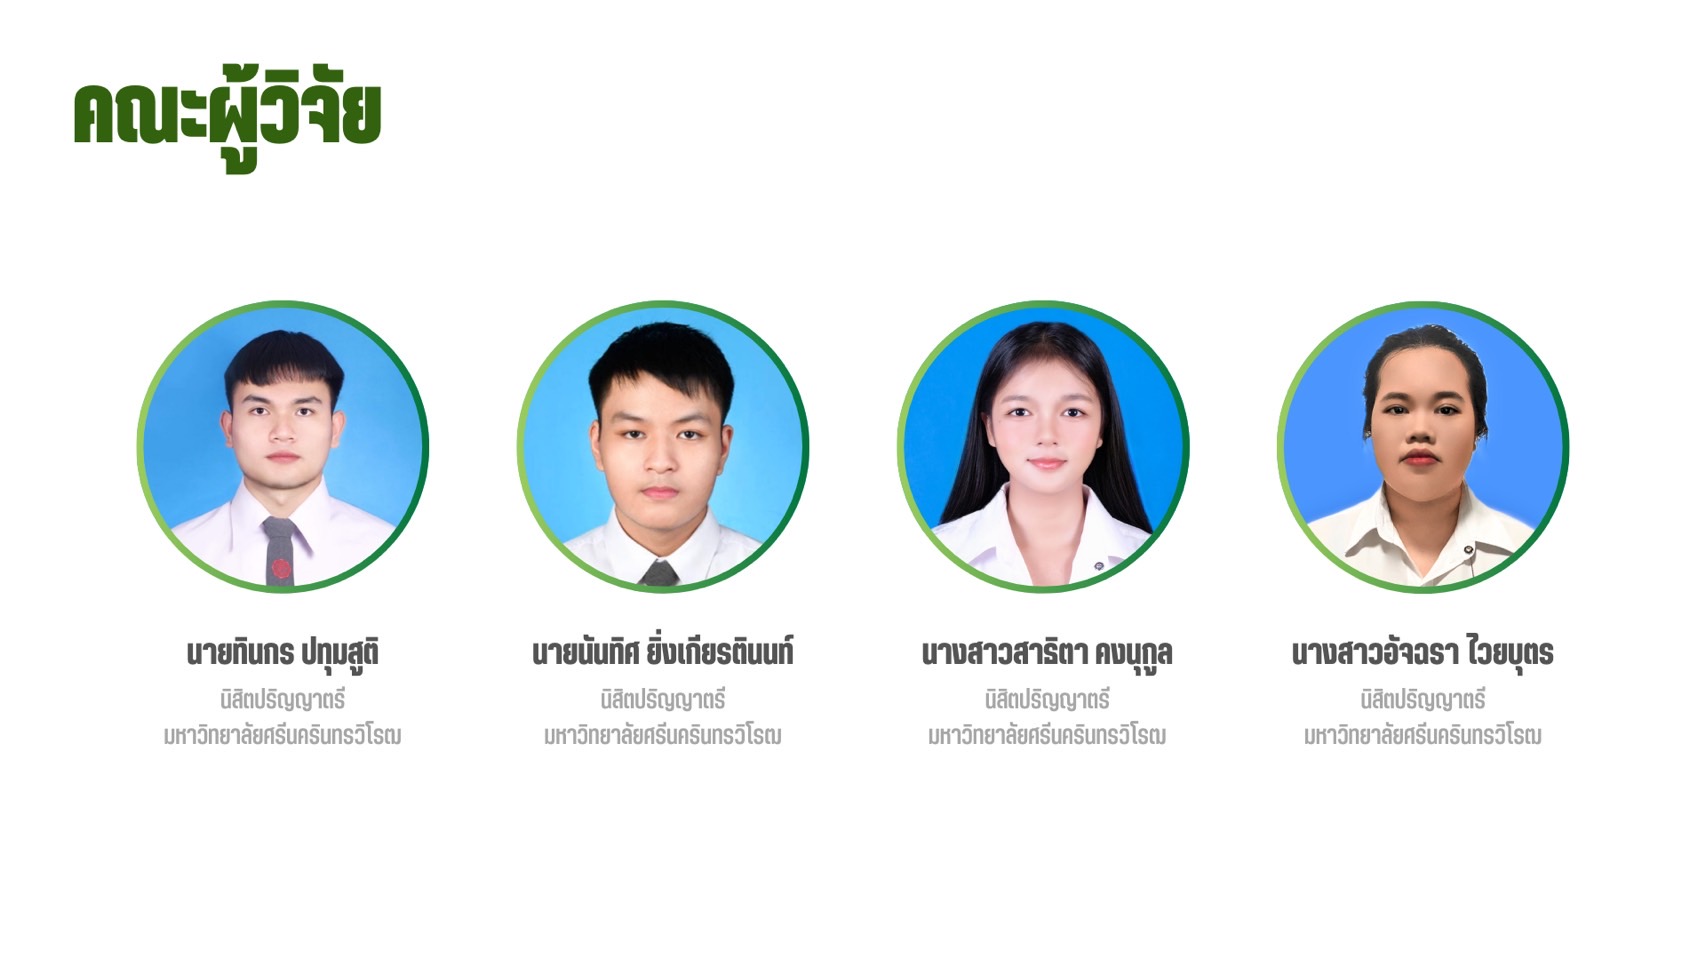 คณะผู้วิจัย
นายทินกร ปทุมสูติ
นิสิตปริญญาตรี
มหาวิทยาลัยศรีนครินทรวิโรฒ
นายนันทิศ ยิ่งเกียรตินนท์
นิสิตปริญญาตรี
มหาวิทยาลัยศรีนครินทรวิโรฒ
นางสาวสาริตา คงนุกูล
นิสิตปริญญาตรี
มหาวิทยาลัยศรีนครินทรวิโรฒ
นางสาวอัจฉรา ไวยบุตร
นิสิตปริญญาตรี
มหาวิทยาลัยศรีนครินทรวิโรฒ